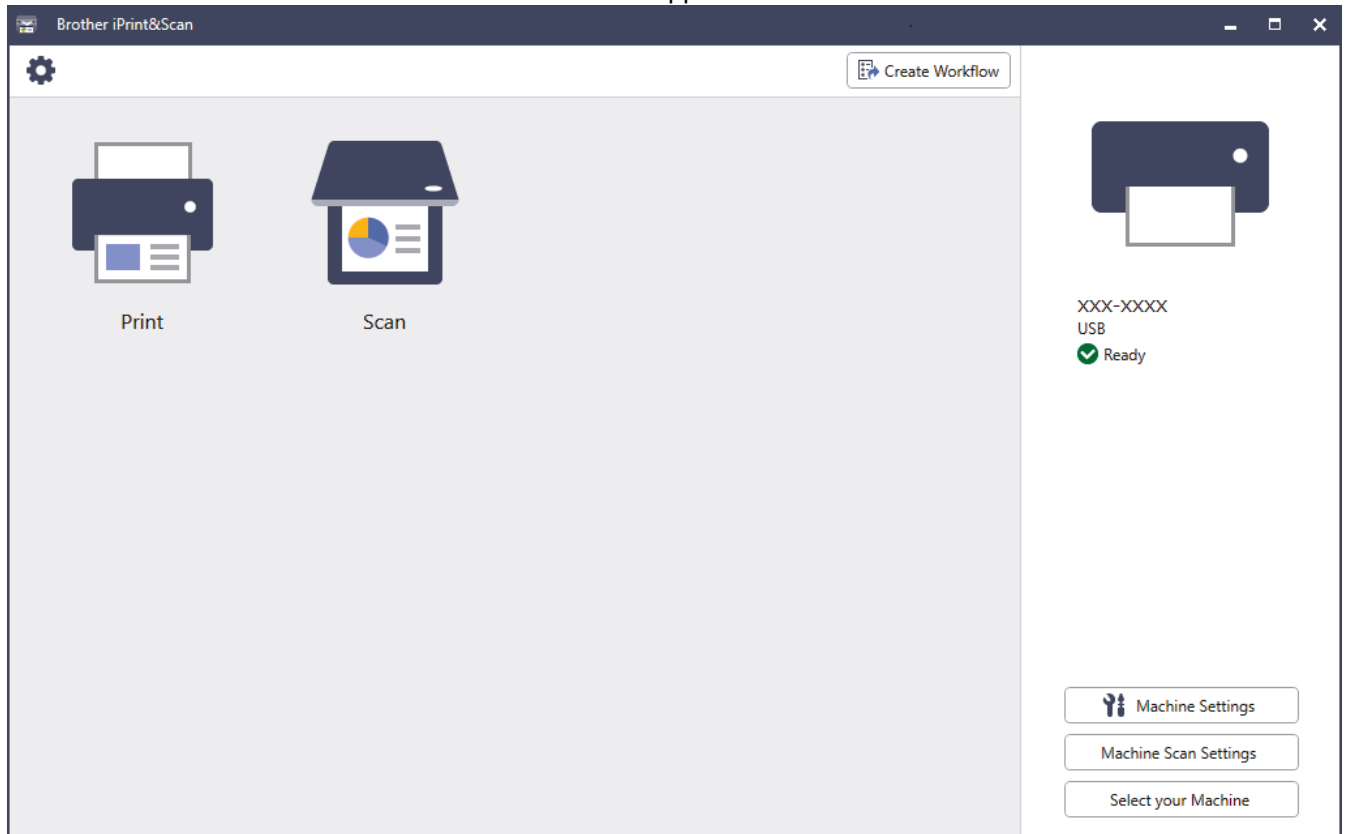 Brother iPrint&Scan
Create Workflow
Print
Scan
XXX-XXXX
USB
Ready
Machine Settings
Machine Scan Settings
Select your Machine